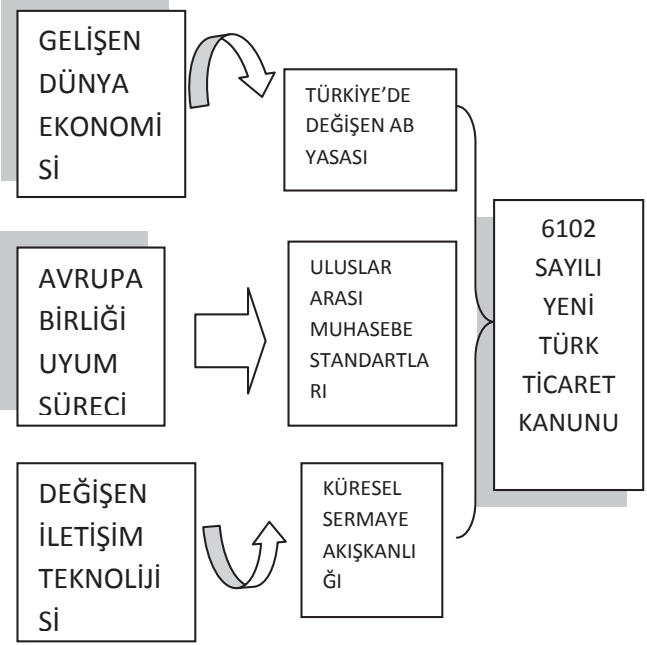 GELİŞEN
DÜNYA
EKONOMİ
Sİ
TÜRKİYE’DE
DEĞİŞEN AB
YASASI
AVRUPA
BİRLİĞİ
UYUM
SÜRECİ
ULUSLAR
ARASI
MUHASEBE
STANDARTLA
RI
DEĞİŞEN
İLETİŞİM
TEKNOLİJİ
Sİ
KÜRESEL
SERMAYE
AKIŞKANLI
ĞI
6102
SAYILI
YENİ
TÜRK
TİCARET
KANUNU